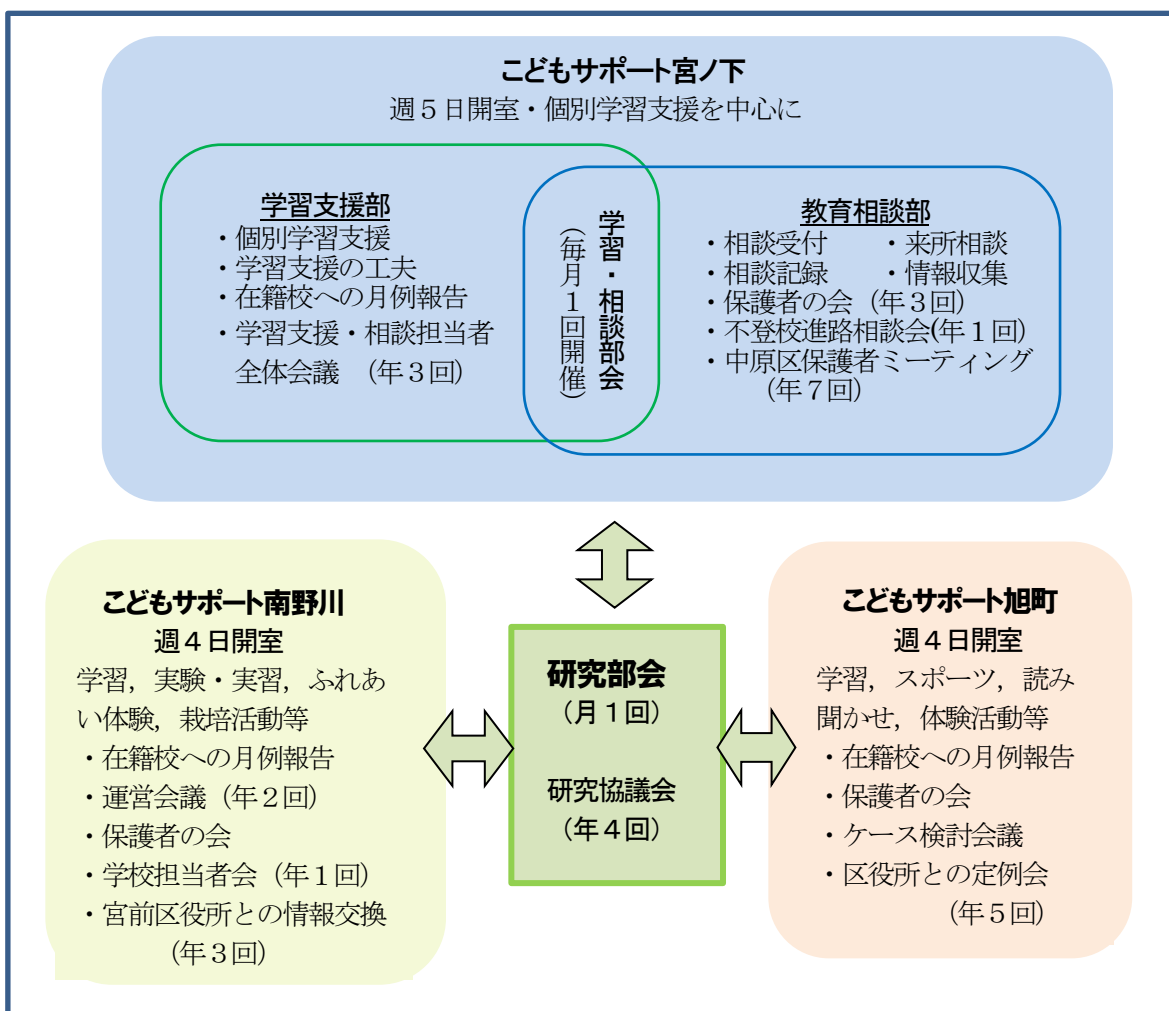 こどもサポート宮ノ下
週５日開室・個別学習支援を中心に
学習支援部
・個別学習支援
・学習支援の工夫
・在籍校への月例報告
・学習支援・相談担当者
全体会議　（年３回）
学習・相談部会
（毎月１回開催）
教育相談部
・相談受付　　・来所相談
・相談記録　　・情報収集
・保護者の会（年３回）
・不登校進路相談会(年１回）
・中原区保護者ミーティング
（年７回）
こどもサポート南野川
週４日開室
学習，実験・実習，ふれあ
い体験，栽培活動等
・在籍校への月例報告
・運営会議（年２回）
・保護者の会
・学校担当者会（年１回）
・宮前区役所との情報交換
（年３回）
研究部会
（月１回）
研究協議会
（年４回）
こどもサポート旭町
週４日開室
学習，スポーツ，読み
聞かせ，体験活動等
・在籍校への月例報告
・保護者の会
・ケース検討会議
・区役所との定例会
（年５回）